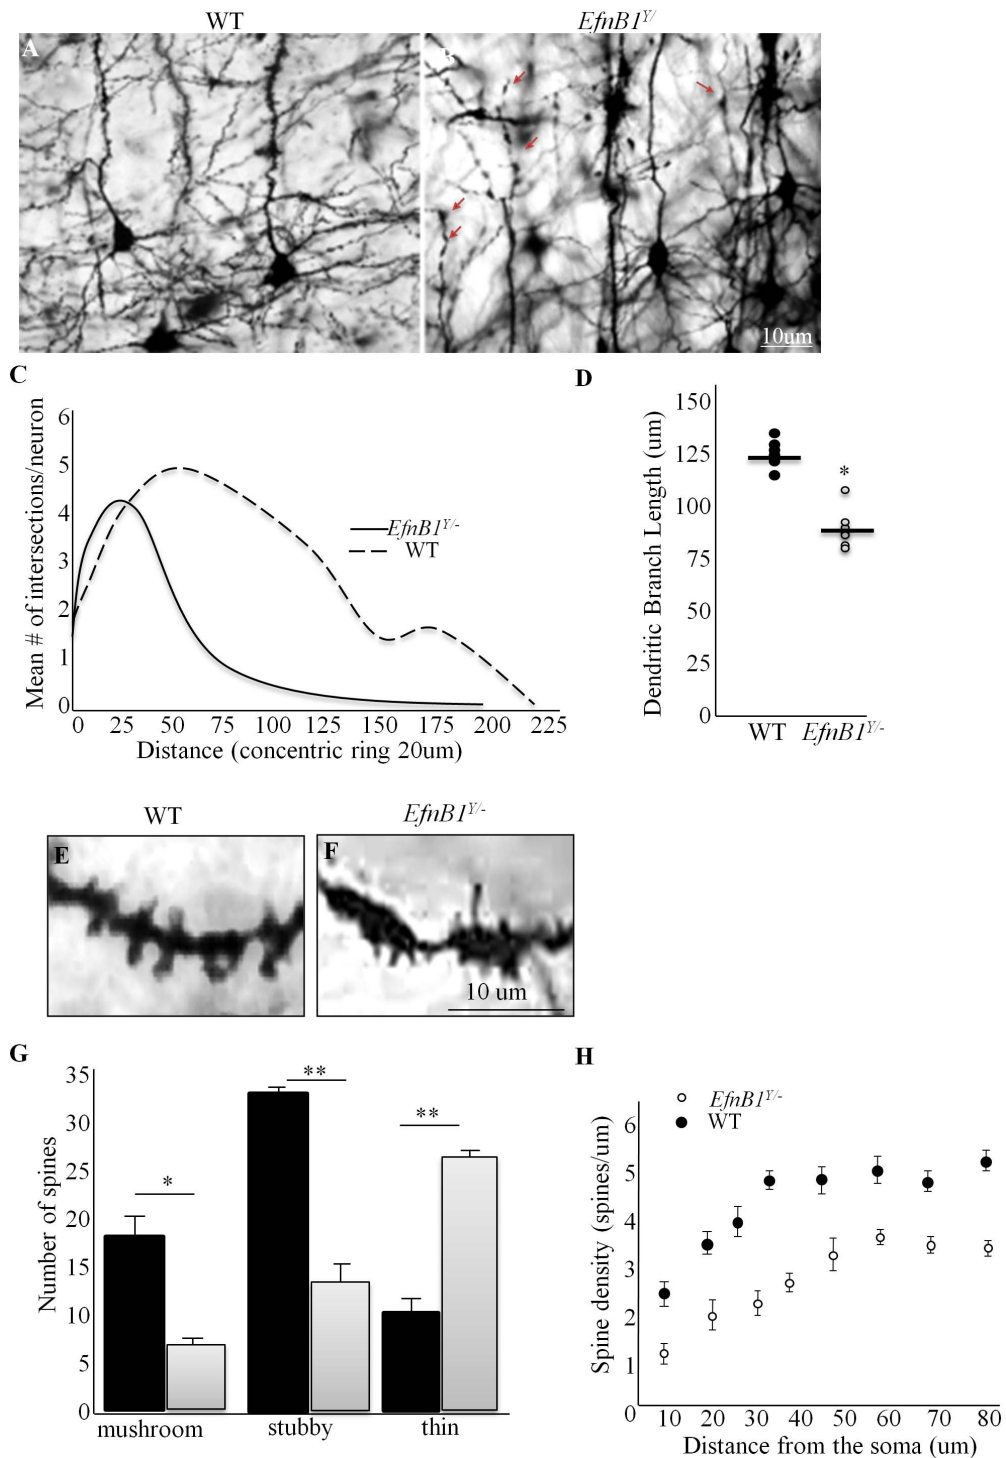 WT EfnB1Y/
A B
10um
C
Mean # of intersections/neuron
6
5
4
3
2
1
0
EfnB1Y/-
WT
0 25 50 75 100 125 150 175 200 225
Distance (concentric ring 20um)
D
Dendritic Branch Length (um)
150
125
100
75
50
25
0
*
WT EfnB1Y/-
WT EfnB1Y/-
E F
10 um
G
Number of spines
35
30
25
20
15
10
5
0
* ** **
mushroom stubby thin
H
EfnB1Y/-
WT
Spine density (spines/um)
6
5
4
3
2
1
0
10 20 30 40 50 60 70 80
Distance from the soma (um)